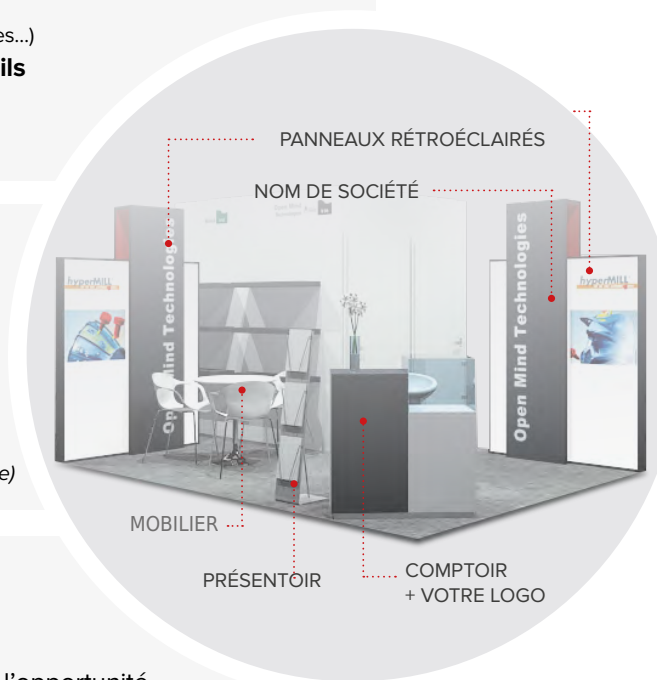 es...)
ils
PANNEAUX RÉTROÉCLAIRÉS
NOM DE SOCIÉTÉ
Open Mind Technologies
Open Mind Technologies
hyperMILL
hyperMILL
e)
MOBILIER
PRÉSENTOIR
COMPTOIR
+ VOTRE LOGO
l'opportunité